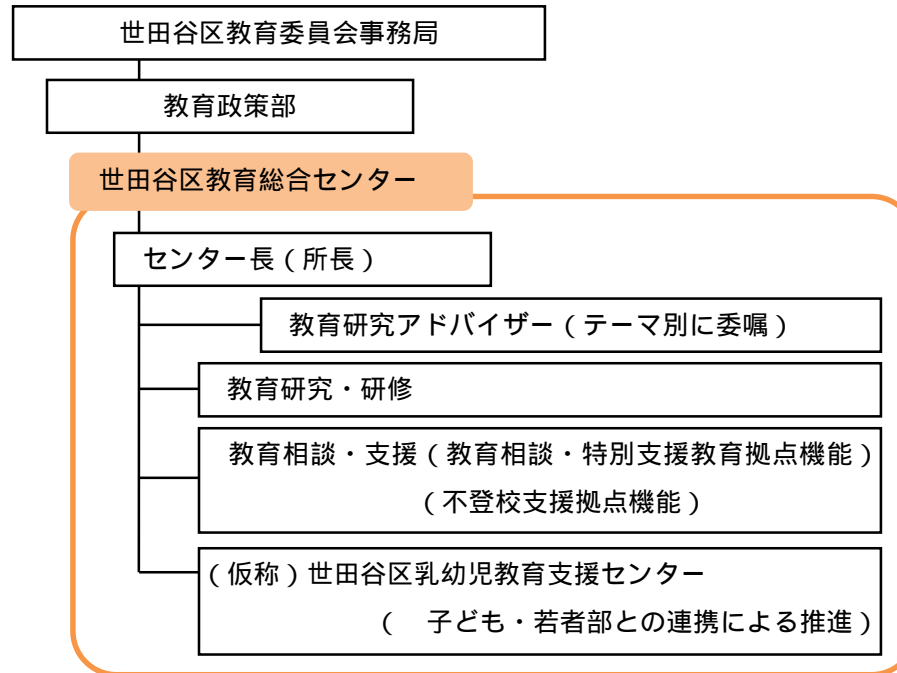 世田谷区教育委員会事務局
教育政策部
世田谷区教育総合センター
センター長（所長）
教育研究アドバイザー（テーマ別に委嘱）
教育研究・研修
教育相談・支援（教育相談・特別支援教育拠点機能）
（不登校支援拠点機能）
（仮称）世田谷区乳幼児教育支援センター
（　子ども・若者部との連携による推進）